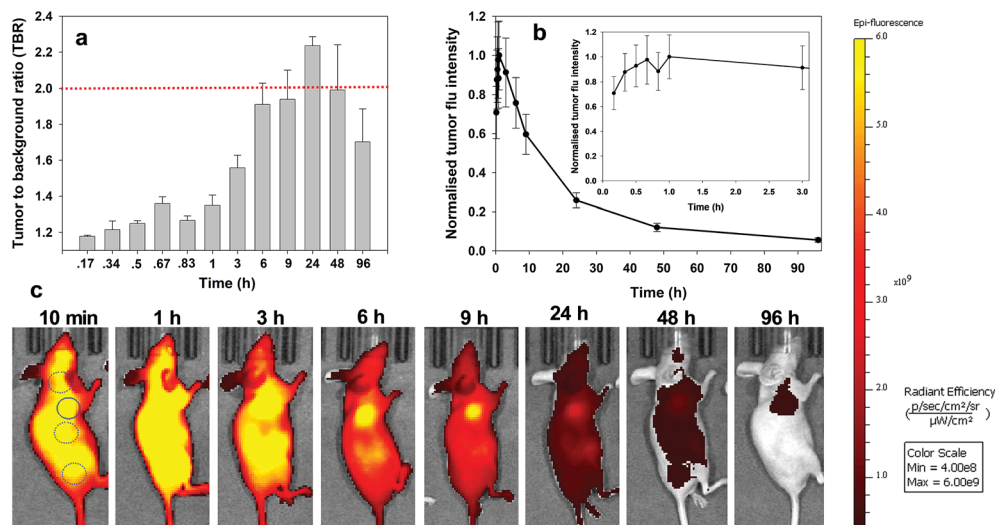 a
Tumor to background ratio (TBR)
2.4
2.2
2.0
1.8
1.6
1.4
1.2
.17 .34 .5 .67 .83 1 3 6 9 24 48 96
Time (h)
b
Normalised tumor flu intensity
1.2
1.0
0.8
0.6
0.4
0.2
0.0
0 10 20 30 40 50 60 70 80 90
Time (h)
Normalised tumor flu intensity
1.2
1.0
0.8
0.6
0.4
0.2
0.0
0.0 0.5 1.0 1.5 2.0 2.5 3.0
Time (h)
c
10 min 1 h 3 h 6 h 9 h 24 h 48 h 96 h
Epi-fluorescence
6.0
5.0
4.0
x10⁹
3.0
2.0
1.0
Radiant Efficiency
(p/sec/cm²/sr
µW/cm²)
Color Scale
Min = 4.00e8
Max = 6.00e9